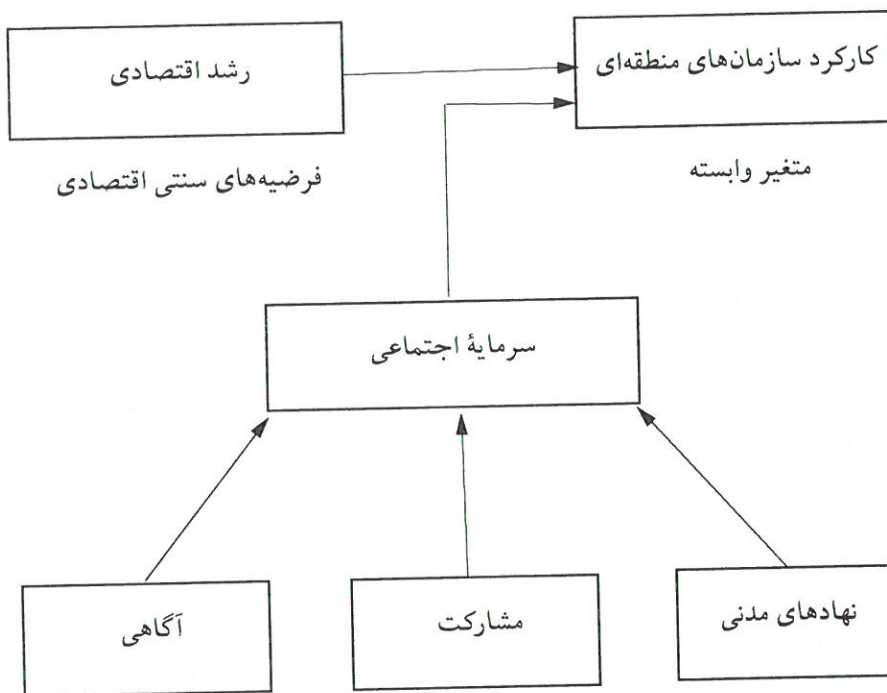 کارکرد سازمان‌های منطقه‌ای
رشد اقتصادی
متغیر وابسته
فرضیه‌های سنتی اقتصادی
سرمایهٔ اجتماعی
نهادهای مدنی
مشارکت
آگاهی